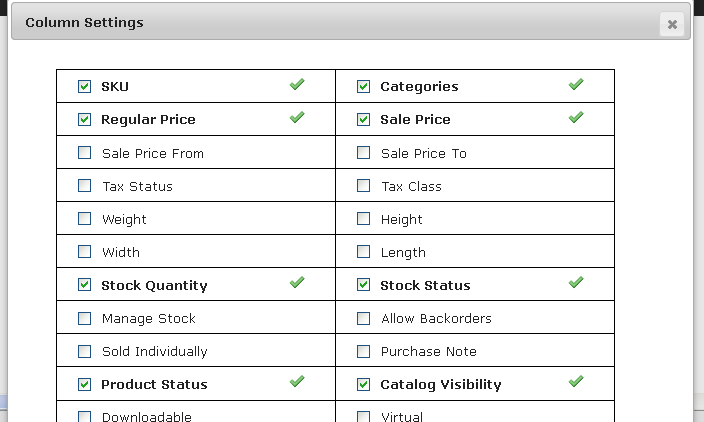 Column Settings
SKU Categories
Regular Price Sale Price
Sale Price From Sale Price To
Tax Status Tax Class
Weight Height
Width Length
Stock Quantity Stock Status
Manage Stock Allow Backorders
Sold Individually Purchase Note
Product Status Catalog Visibility
Downloadable Virtual